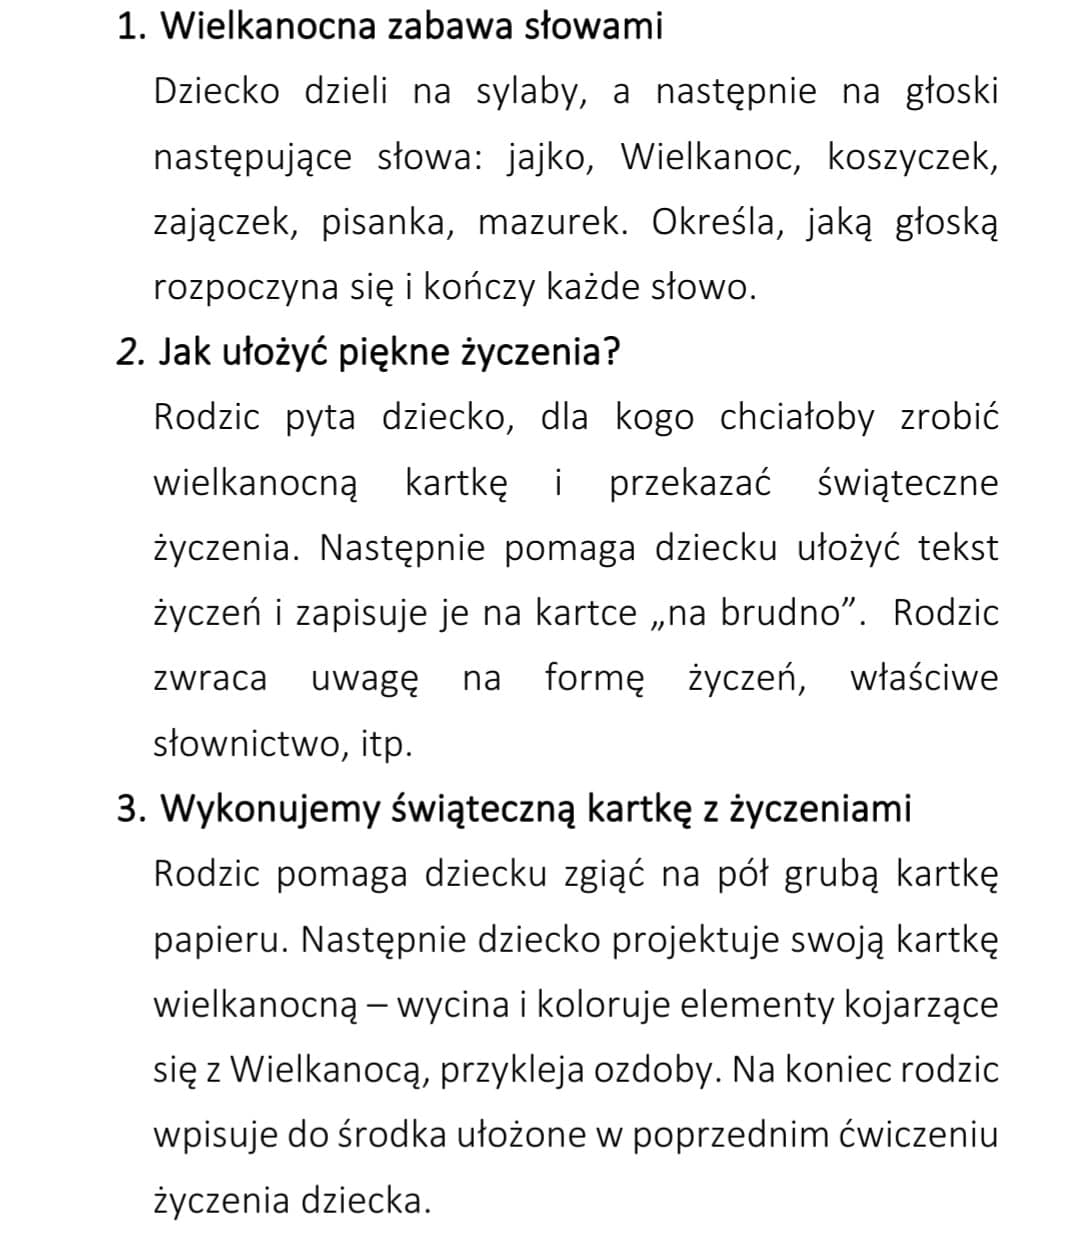 1. Wielkanocna zabawa słowami
Dziecko dzieli na sylaby, a następnie na głoski
następujące słowa: jajko, Wielkanoc, koszyczek,
zajączek, pisanka, mazurek. Określa, jaką głoską
rozpoczyna się i kończy każde słowo.
2. Jak ułożyć piękne życzenia?
Rodzic pyta dziecko, dla kogo chciałoby zrobić
wielkanocną kartkę i przekazać świąteczne
życzenia. Następnie pomaga dziecku ułożyć tekst
życzeń i zapisuje je na kartce „na brudno”. Rodzic
zwraca uwagę na formę życzeń, właściwe
słownictwo, itp.
3. Wykonujemy świąteczną kartkę z życzeniami
Rodzic pomaga dziecku zgiąć na pół grubą kartkę
papieru. Następnie dziecko projektuje swoją kartkę
wielkanocną – wycina i koloruje elementy kojarzące
się z Wielkanocą, przykleja ozdoby. Na koniec rodzic
wpisuje do środka ułożone w poprzednim ćwiczeniu
życzenia dziecka.